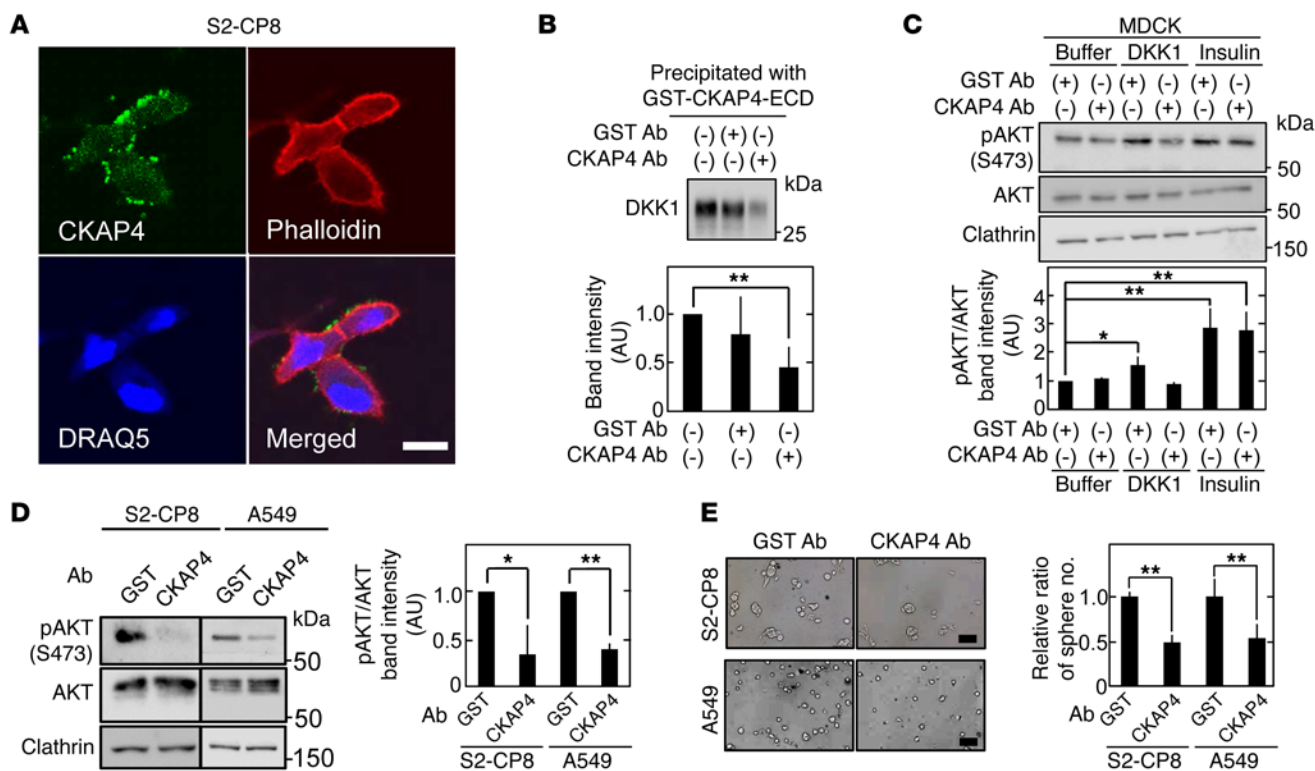 A
S2-CP8
CKAP4
Phalloidin
DRAQ5
Merged
B
Precipitated with
GST-CKAP4-ECD
GST Ab (-) (+) (-)
CKAP4 Ab (-) (-) (+)
kDa
DKK1
25
**
1.0
0.5
0
Band intensity
(AU)
GST Ab (-) (+) (-)
CKAP4 Ab (-) (-) (+)
C
MDCK
Buffer DKK1 Insulin
GST Ab (+) (-) (+) (-) (+) (-)
CKAP4 Ab (-) (+) (-) (+) (-) (+)
kDa
pAKT
(S473)
50
AKT
50
Clathrin
150
**
**
*
4
3
2
1
0
pAKT/AKT
band intensity
(AU)
GST Ab (+) (-) (+) (-) (+) (-)
CKAP4 Ab (-) (+) (-) (+) (-) (+)
Buffer DKK1 Insulin
D
S2-CP8 A549
Ab GST CKAP4 GST CKAP4
kDa
pAKT
(S473)
50
AKT
50
Clathrin
150
* **
1.0
0.5
0
pAKT/AKT
band intensity
(AU)
Ab GST CKAP4 GST CKAP4
S2-CP8 A549
E
GST Ab CKAP4 Ab
S2-CP8
A549
** **
1.0
0.5
0
Relative ratio
of sphere no.
Ab GST CKAP4 GST CKAP4
S2-CP8 A549